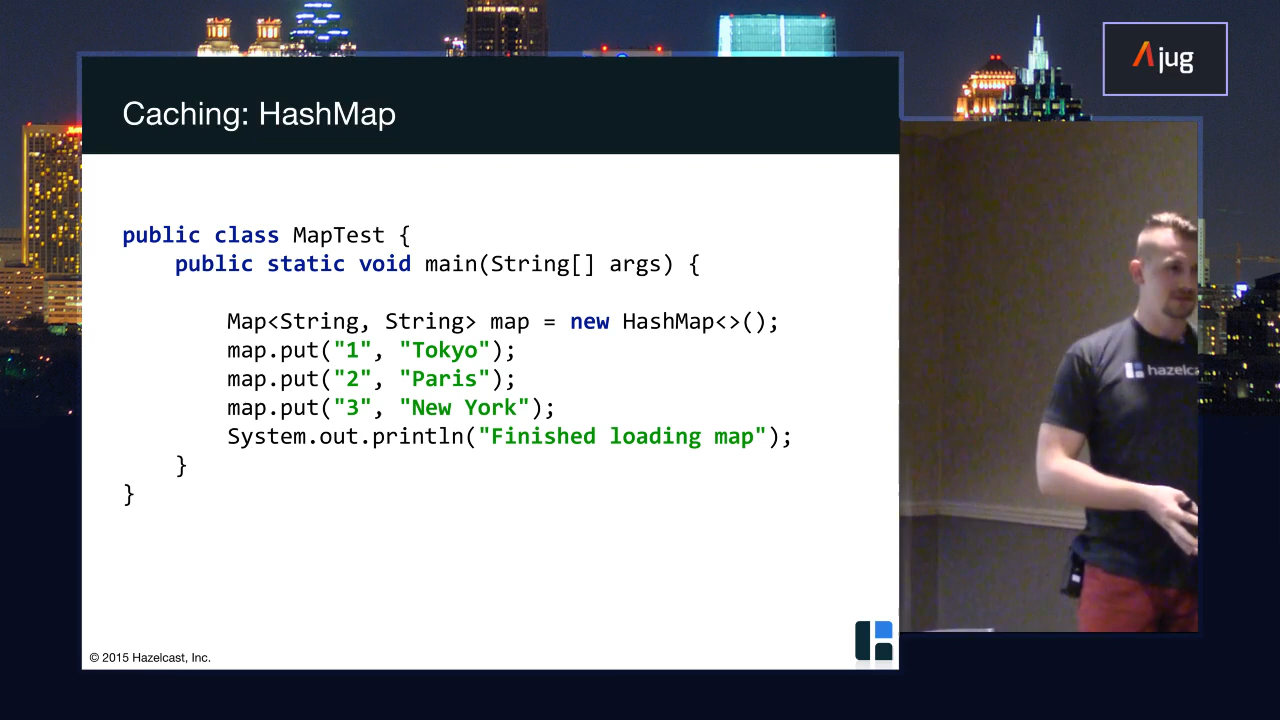 jug
Caching: HashMap
public class MapTest {
public static void main(String[] args) {
Map<String, String> map = new HashMap<>();
map.put("1", "Tokyo");
map.put("2", "Paris");
map.put("3", "New York");
System.out.println("Finished loading map");
}
}
hazelca
© 2015 Hazelcast, Inc.